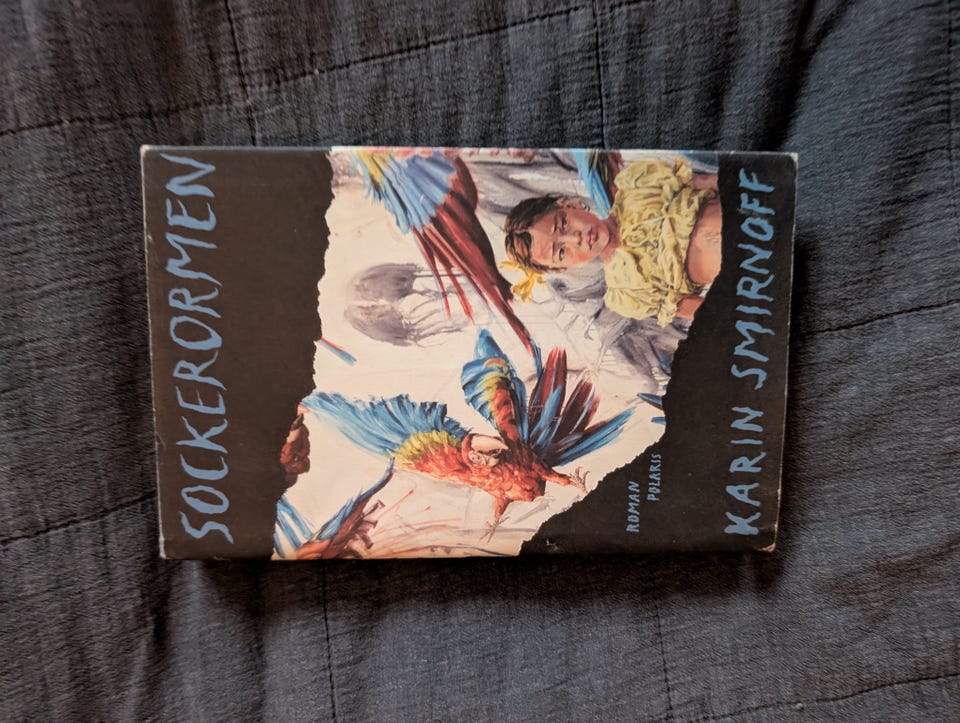 SOCKERORMEN
ROMAN
POLARIS
KARIN SMIRNOFF